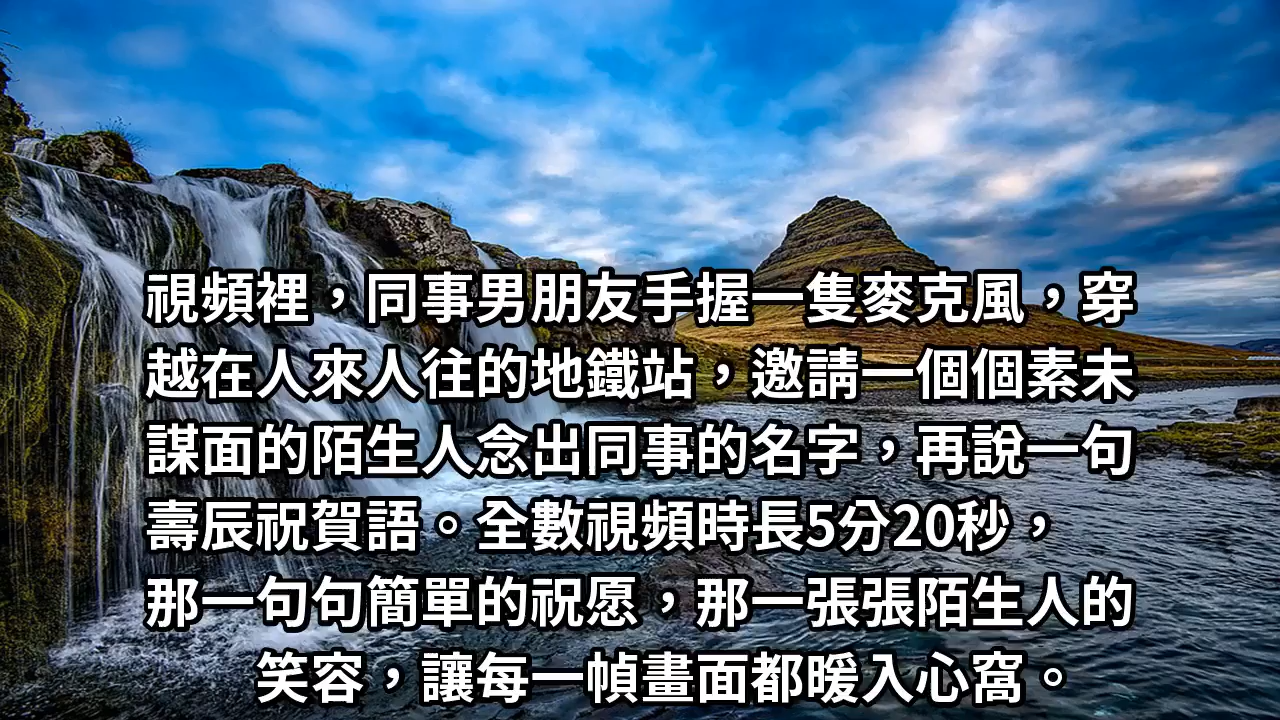 視頻裡，同事男朋友手握一隻麥克風，穿
越在人來人往的地鐵站，邀請一個個素未
謀面的陌生人念出同事的名字，再說一句
壽辰祝賀語。全數視頻時長5分20秒，
那一句句簡單的祝愿，那一張張陌生人的
笑容，讓每一幀畫面都暖入心窩。